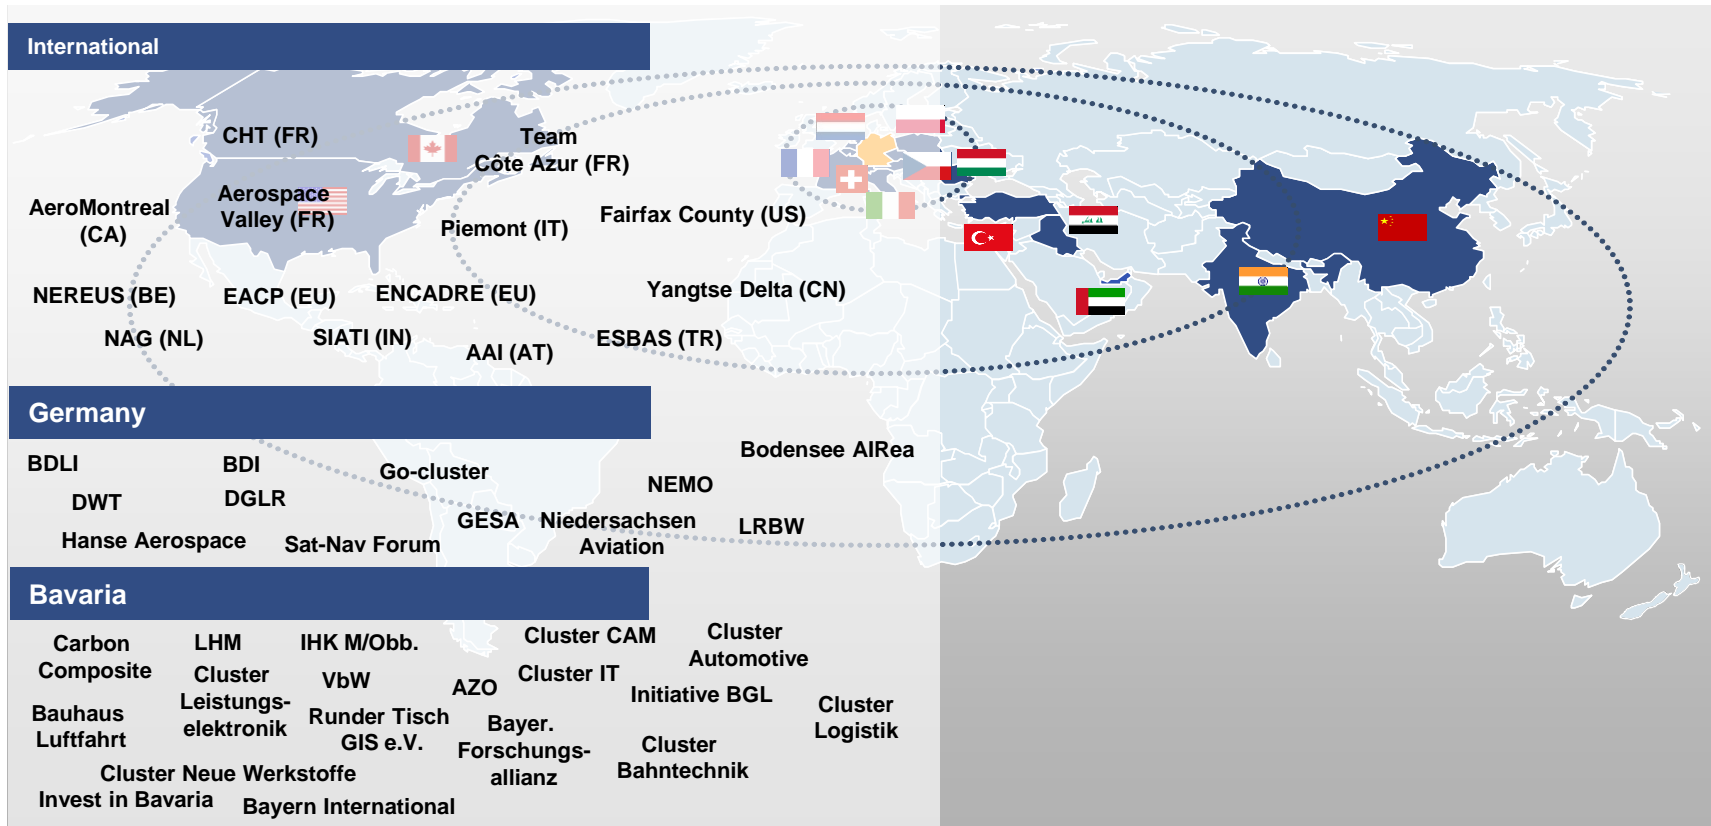 International
CHT (FR)
Team
Côte Azur (FR)
AeroMontreal
(CA)
Aerospace
Valley (FR)
Piemont (IT)
Fairfax County (US)
NEREUS (BE)
EACP (EU)
ENCADRE (EU)
Yangtse Delta (CN)
NAG (NL)
SIATI (IN)
AAI (AT)
ESBAS (TR)
Germany
BDLI
BDI
Go-cluster
Bodensee AIRea
DWT
DGLR
NEMO
Hanse Aerospace
Sat-Nav Forum
GESA
Niedersachsen
Aviation
LRBW
Bavaria
Carbon
Composite
LHM
IHK M/Obb.
Cluster CAM
Cluster
Automotive
Cluster
Leistungs-
elektronik
VbW
AZO
Cluster IT
Initiative BGL
Cluster
Logistik
Bauhaus
Luftfahrt
Runder Tisch
GIS e.V.
Bayer.
Forschungs-
allianz
Cluster
Bahntechnik
Cluster Neue Werkstoffe
Invest in Bavaria
Bayern International